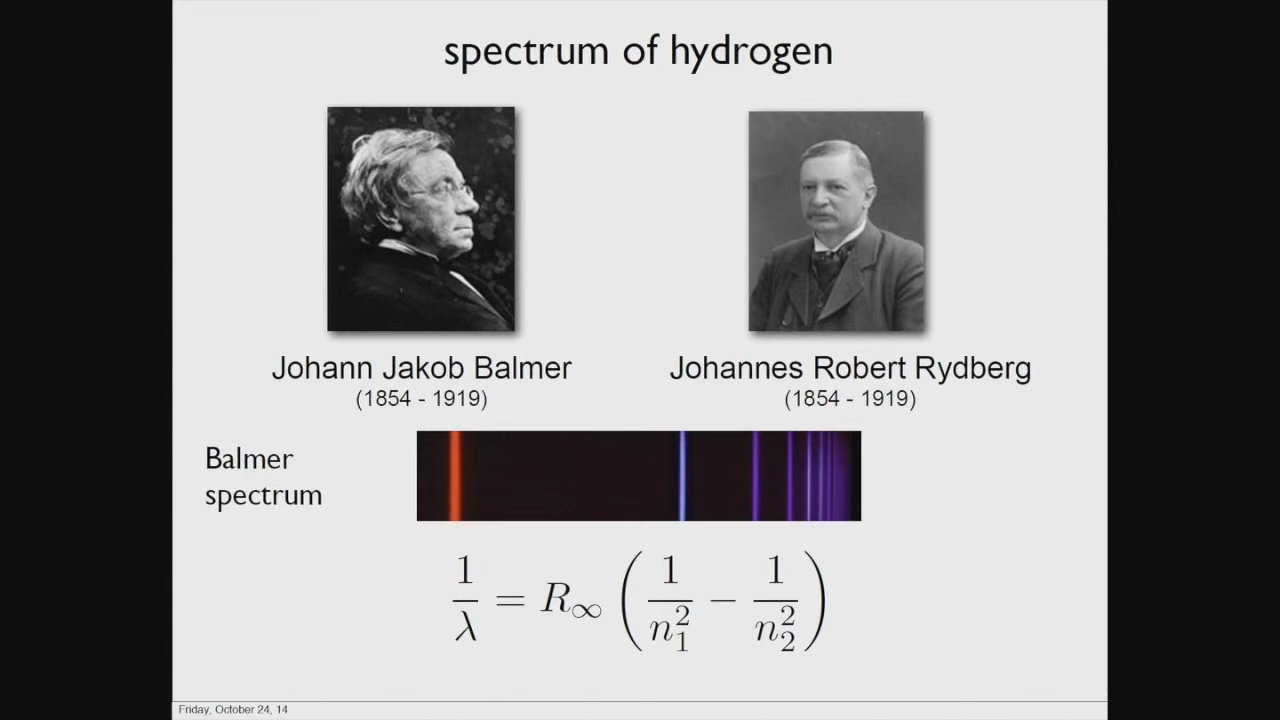 spectrum of hydrogen
Johann Jakob Balmer
(1854 - 1919)
Johannes Robert Rydberg
(1854 - 1919)
Balmer
spectrum
1/λ = R∞ (1/n₁² − 1/n₂²)
Friday, October 24, 14